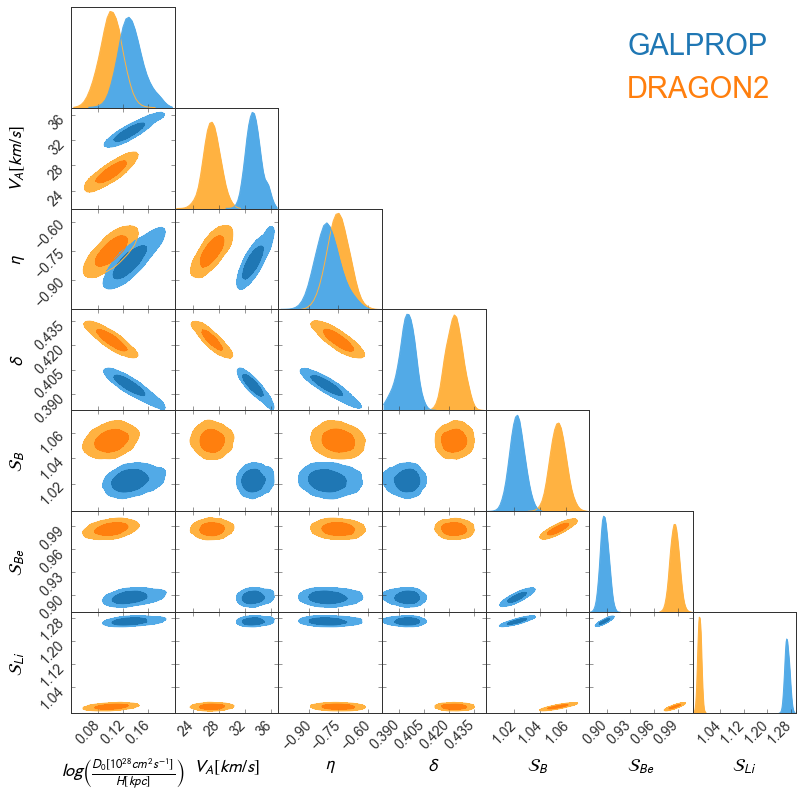 GALPROP
DRAGON2
V_A[km/s]
36
32
28
24
η
−0.60
−0.75
−0.90
δ
0.435
0.420
0.405
0.390
S_B
1.06
1.04
1.02
S_Be
0.99
0.96
0.93
0.90
S_Li
1.28
1.20
1.12
1.04
0.08 0.12 0.16 24 28 32 36 −0.90 −0.75 −0.60 0.390 0.405 0.420 0.435 1.02 1.04 1.06 0.90 0.93 0.96 0.99 1.04 1.12 1.20 1.28
log(D_0[10^28 cm^2 s^−1]/H[kpc]) V_A[km/s] η δ S_B S_Be S_Li